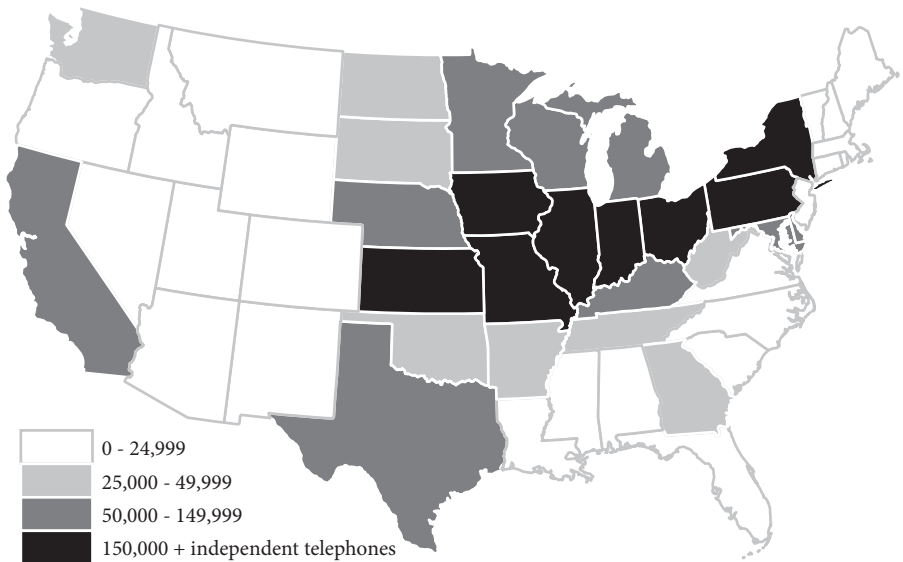 0 - 24,999
25,000 - 49,999
50,000 - 149,999
150,000 + independent telephones